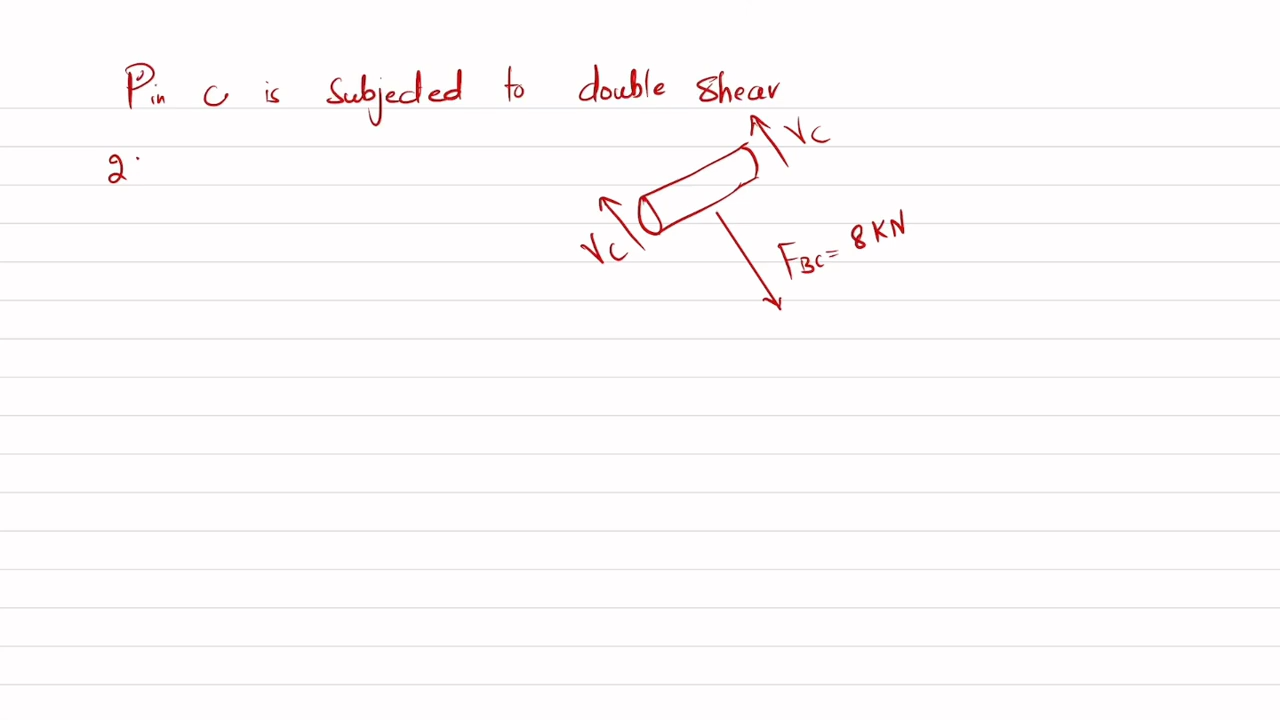 Pin C is subjected to double shear
2
Vc
Vc
FBC = 8 KN